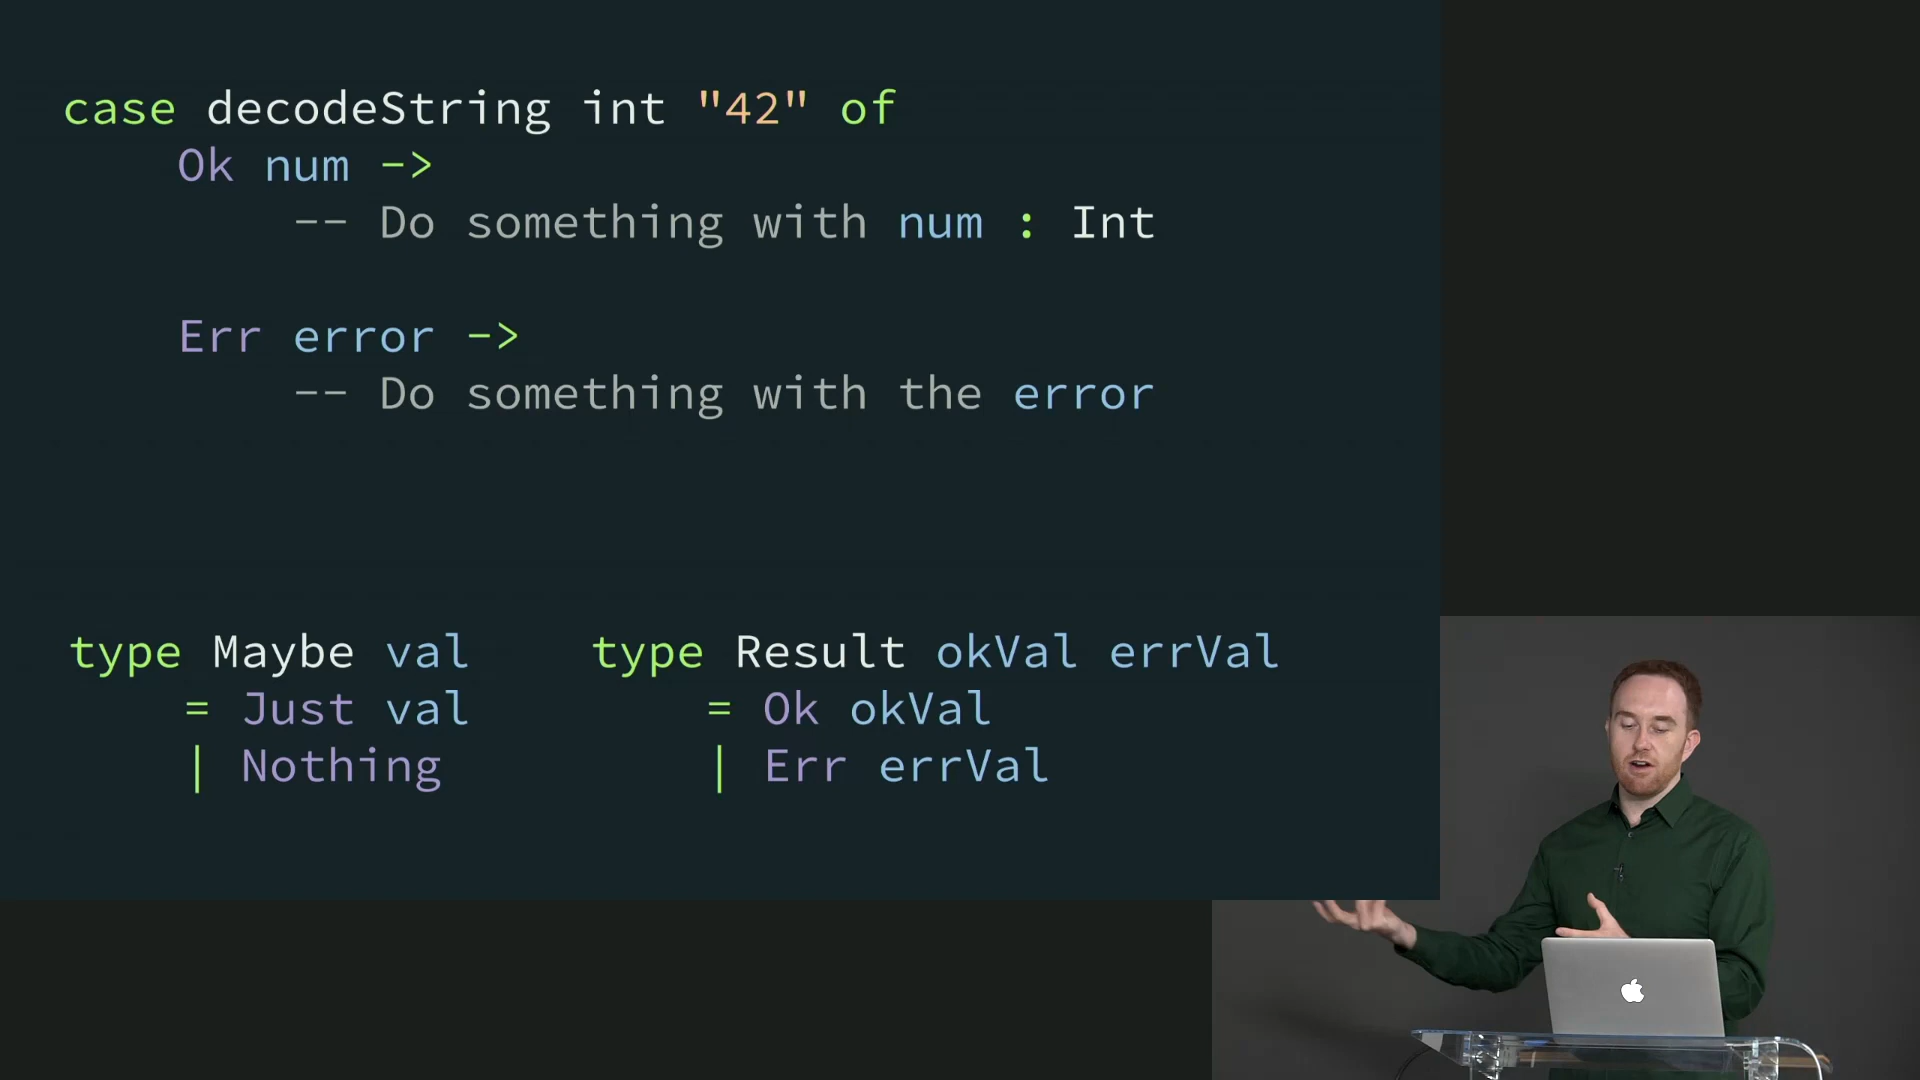 case decodeString int "42" of
Ok num ->
-- Do something with num : Int
Err error ->
-- Do something with the error
type Maybe val
= Just val
| Nothing
type Result okVal errVal
= Ok okVal
| Err errVal